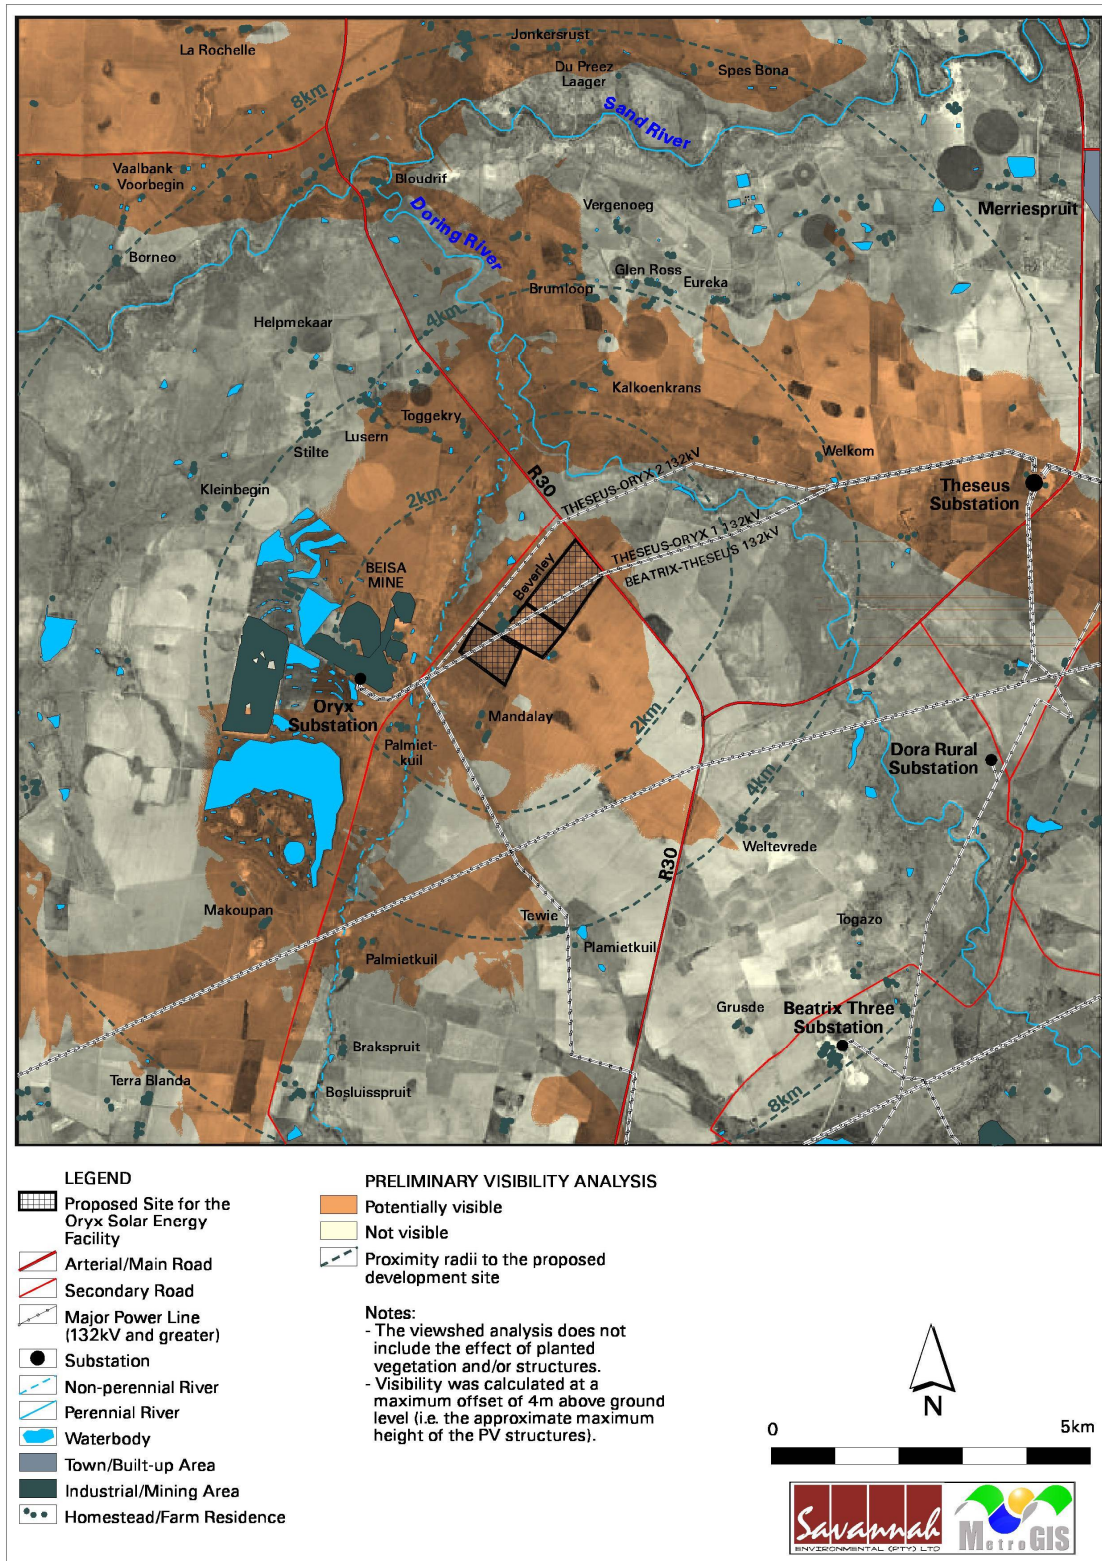 La Rochelle
Jonkersrust
Du Preez
Laager
Spes Bona
8km
Sand River
Vaalbank
Voorbegin
Bloudrif
Doring River
Vergenoeg
Merriespruit
Borneo
Glen Ross
Eureka
Brumloop
4km
Helpmekaar
Kalkoenkrans
Toggekry
Lusern
Stilte
Welkom
R30
THESEUS-ORYX 2 132kV
Theseus
Substation
Kleinbegin
2km
THESEUS-ORYX 1 132kV
BEATRIX-THESEUS 132kV
BEISA
MINE
Beverley
Oryx
Substation
Mandalay
2km
Palmiet-
kuil
Dora Rural
Substation
4km
Weltevrede
R30
Makoupan
Tewie
Togazo
Plamietkuil
Palmietkuil
Grusde
Beatrix Three
Substation
Brakspruit
Terra Blanda
Bosluisspruit
8km
LEGEND
Proposed Site for the
Oryx Solar Energy
Facility
Arterial/Main Road
Secondary Road
Major Power Line
(132kV and greater)
Substation
Non-perennial River
Perennial River
Waterbody
Town/Built-up Area
Industrial/Mining Area
Homestead/Farm Residence
PRELIMINARY VISIBILITY ANALYSIS
Potentially visible
Not visible
Proximity radii to the proposed
development site
Notes:
- The viewshed analysis does not
include the effect of planted
vegetation and/or structures.
- Visibility was calculated at a
maximum offset of 4m above ground
level (i.e. the approximate maximum
height of the PV structures).
N
0
5km
Savannah
ENVIRONMENTAL (PTY) LTD
MetroGIS